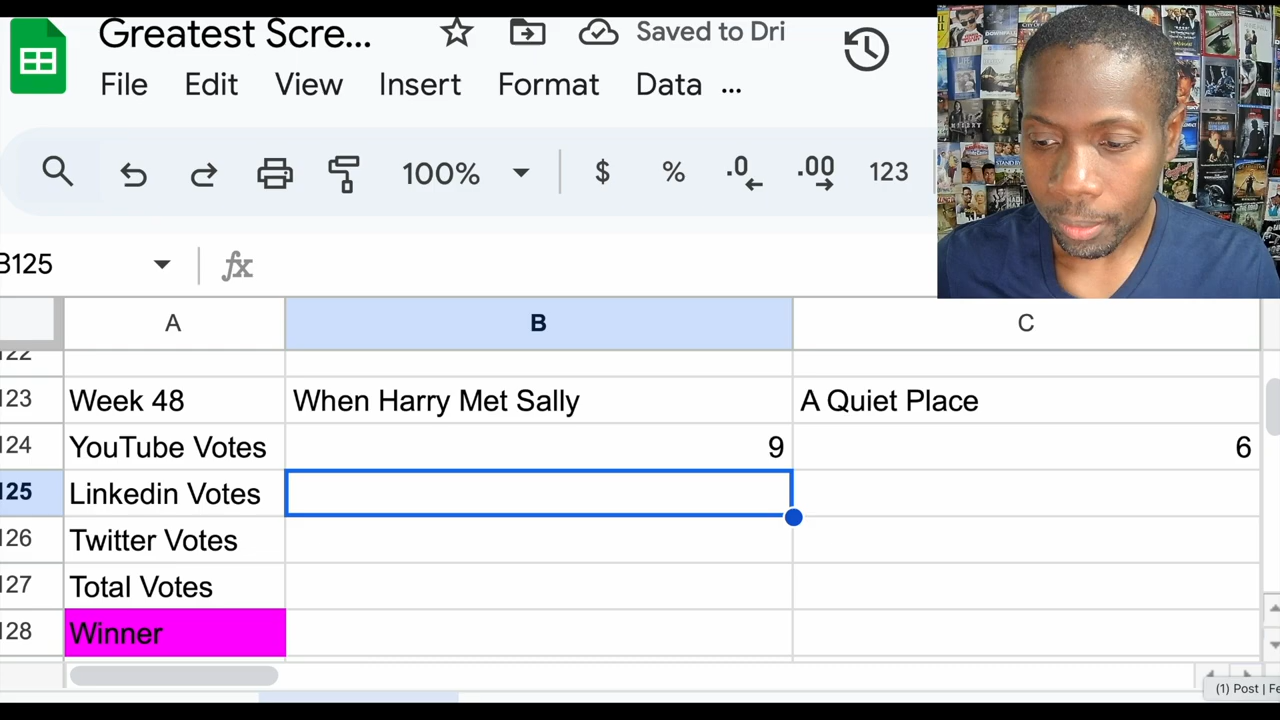 Greatest Scre...
Saved to Dri
File Edit View Insert Format Data ...
100% $ % .0 .00 123
B125 fx
A B C
122
123 Week 48 When Harry Met Sally A Quiet Place
124 YouTube Votes 9 6
125 Linkedin Votes
126 Twitter Votes
127 Total Votes
128 Winner
(1) Post | Fe